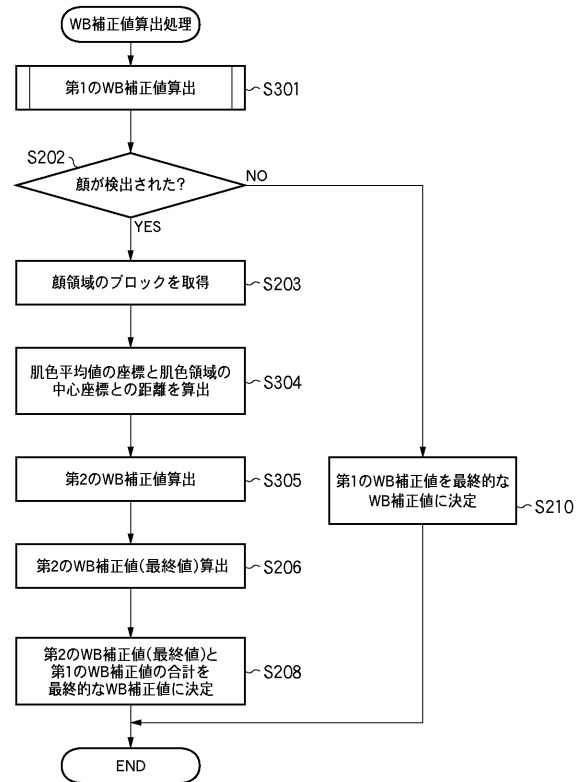 WB補正値算出処理
第1のWB補正値算出
S301
S202
顔が検出された?
NO
YES
顔領域のブロックを取得
S203
肌色平均値の座標と肌色領域の
中心座標との距離を算出
S304
第2のWB補正値算出
S305
第1のWB補正値を最終的な
WB補正値に決定
S210
第2のWB補正値(最終値)算出
S206
第2のWB補正値(最終値)と
第1のWB補正値の合計を
最終的なWB補正値に決定
S208
END